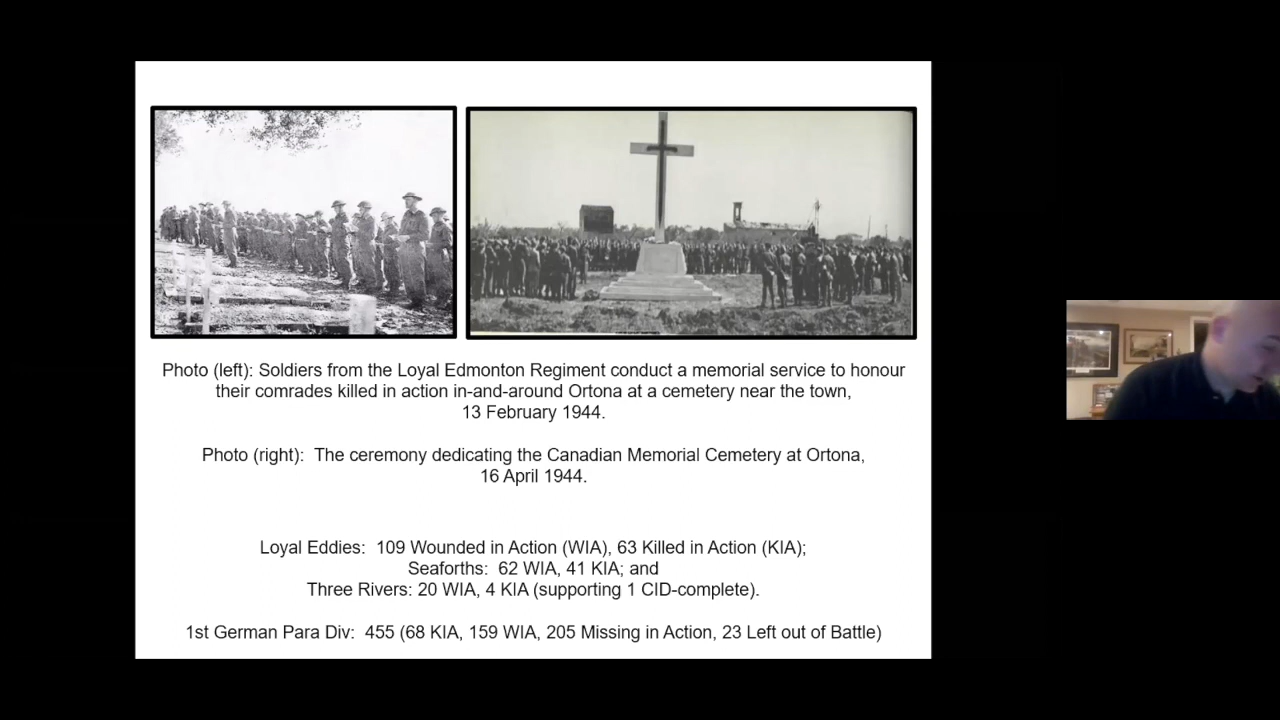 Photo (left): Soldiers from the Loyal Edmonton Regiment conduct a memorial service to honour
their comrades killed in action in-and-around Ortona at a cemetery near the town,
13 February 1944.
Photo (right): The ceremony dedicating the Canadian Memorial Cemetery at Ortona,
16 April 1944.
Loyal Eddies: 109 Wounded in Action (WIA), 63 Killed in Action (KIA);
Seaforths: 62 WIA, 41 KIA; and
Three Rivers: 20 WIA, 4 KIA (supporting 1 CID-complete).
1st German Para Div: 455 (68 KIA, 159 WIA, 205 Missing in Action, 23 Left out of Battle)